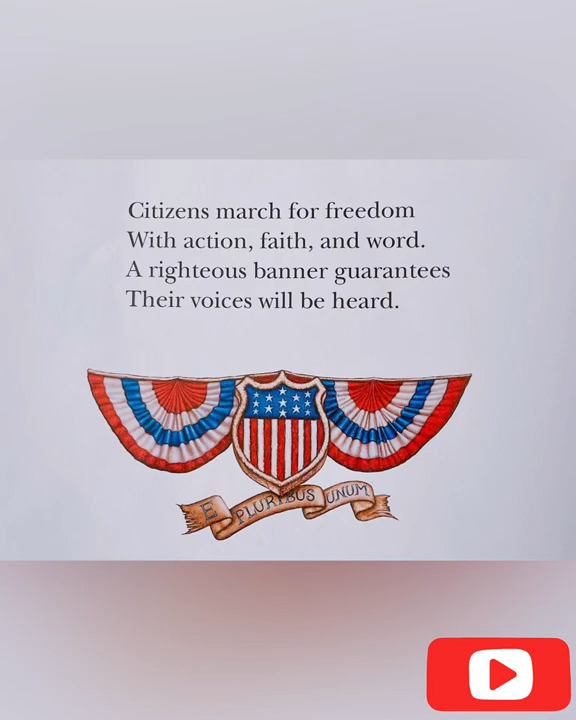 Citizens march for freedom
With action, faith, and word.
A righteous banner guarantees
Their voices will be heard.
E PLURIBUS UNUM